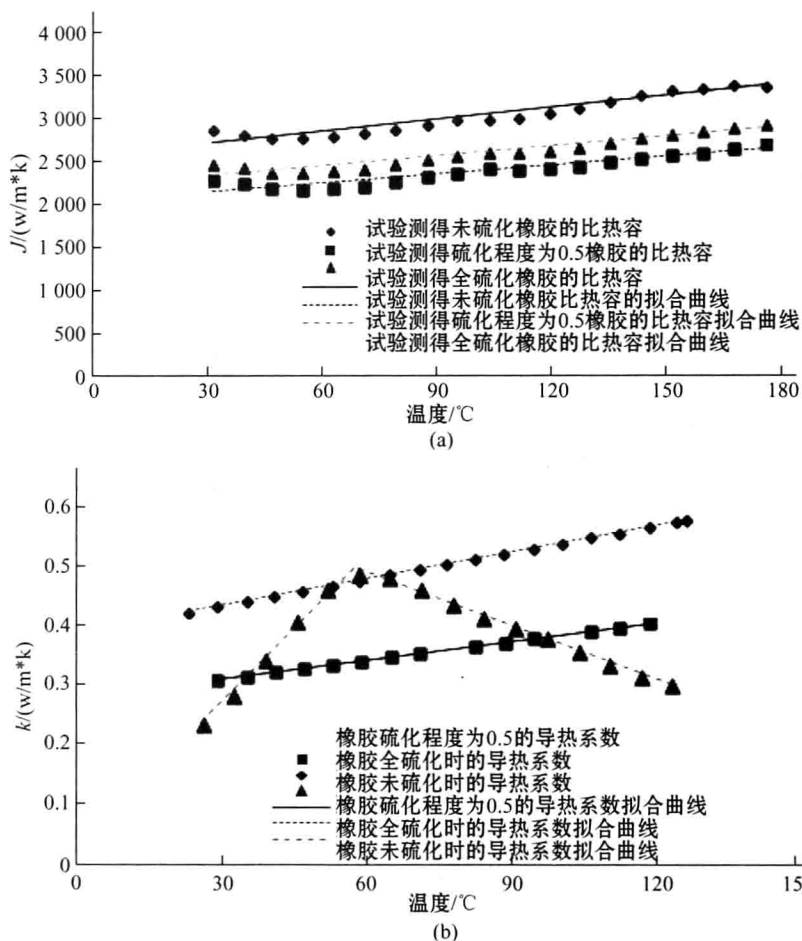 4 000
3 500
3 000
2 500
2 000
1 500
1 000
500
0
J/(w/m*k)
试验测得未硫化橡胶的比热容
试验测得硫化程度为0.5橡胶的比热容
试验测得全硫化橡胶的比热容
试验测得未硫化橡胶比热容的拟合曲线
试验测得硫化程度为0.5橡胶的比热容拟合曲线
试验测得全硫化橡胶的比热容拟合曲线
0 30 60 90 120 150 180
温度/℃
(a)
0.6
0.5
0.4
0.3
0.2
0.1
0
k/(w/m*k)
橡胶硫化程度为0.5的导热系数
橡胶全硫化时的导热系数
橡胶未硫化时的导热系数
橡胶硫化程度为0.5的导热系数拟合曲线
橡胶全硫化时的导热系数拟合曲线
橡胶未硫化时的导热系数拟合曲线
0 30 60 90 120
温度/℃
(b)